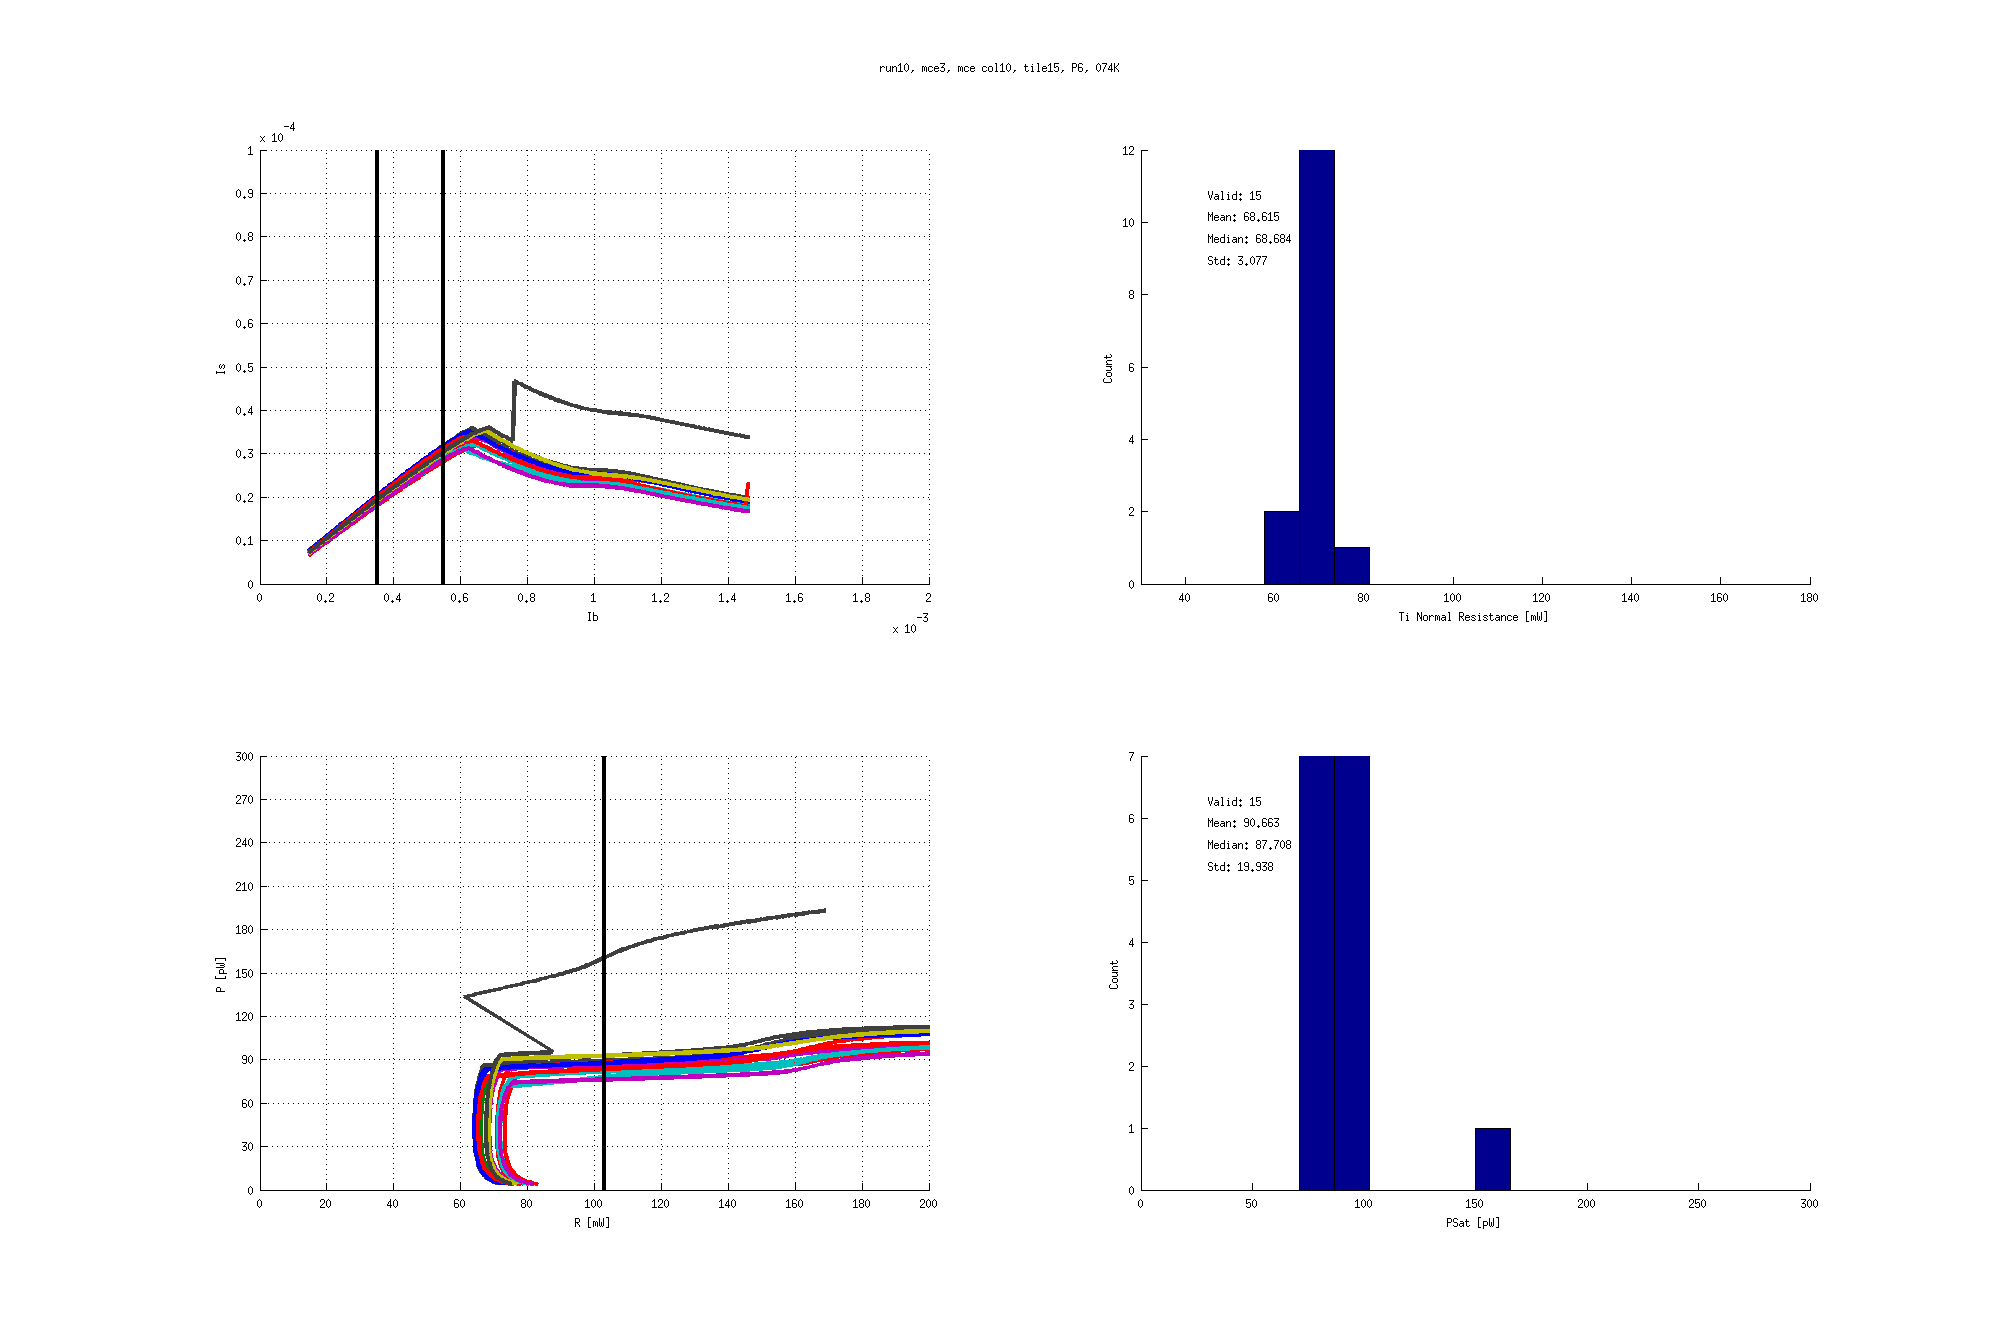 run10, mce3, mce col10, tile15, P6, 074K
x 10
-4
1
0.9
0.8
0.7
0.6
0.5
0.4
0.3
0.2
0.1
0
Is
0 0.2 0.4 0.6 0.8 1 1.2 1.4 1.6 1.8 2
Ib
x 10
-3
12
10
8
6
4
2
0
Count
Valid: 15
Mean: 68.615
Median: 68.684
Std: 3.077
40 60 80 100 120 140 160 180
Ti Normal Resistance [mW]
300
270
240
210
180
150
120
90
60
30
0
P [pW]
0 20 40 60 80 100 120 140 160 180 200
R [mW]
7
6
5
4
3
2
1
0
Count
Valid: 15
Mean: 90.663
Median: 87.708
Std: 19.938
0 50 100 150 200 250 300
PSat [pW]